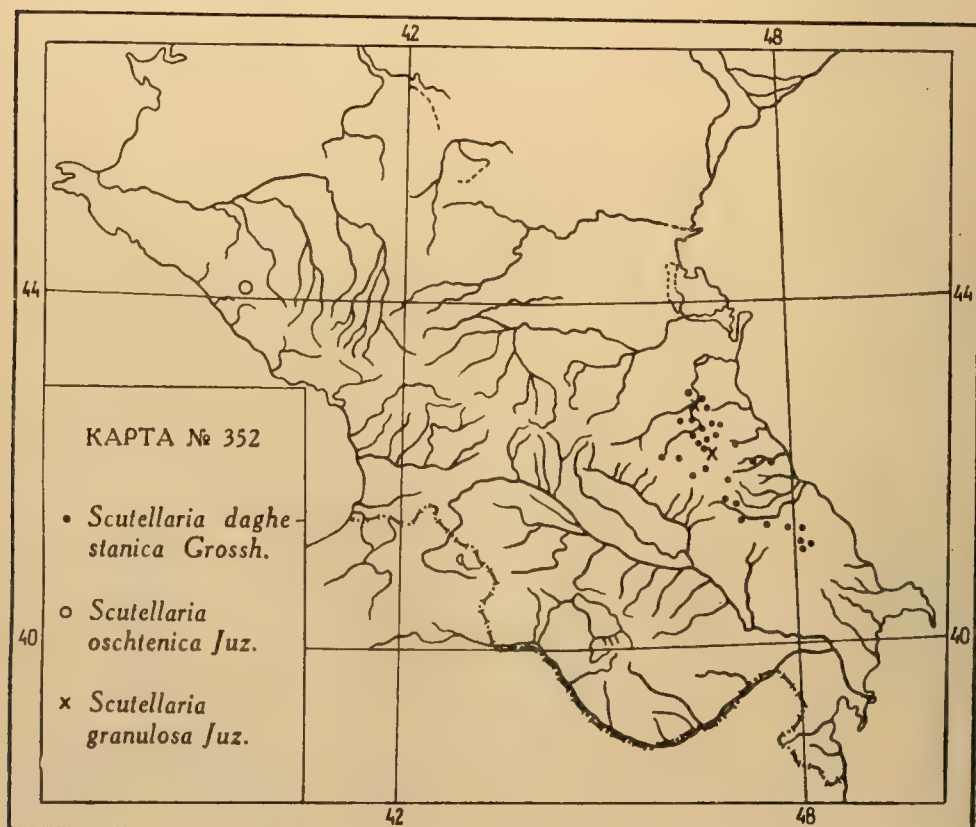 42 48
44 44
КАРТА № 352
Scutellaria daghe-
stanica Grossh.
Scutellaria
oschtenica Juz.
40 40
Scutellaria
granulosa Juz.
42 48